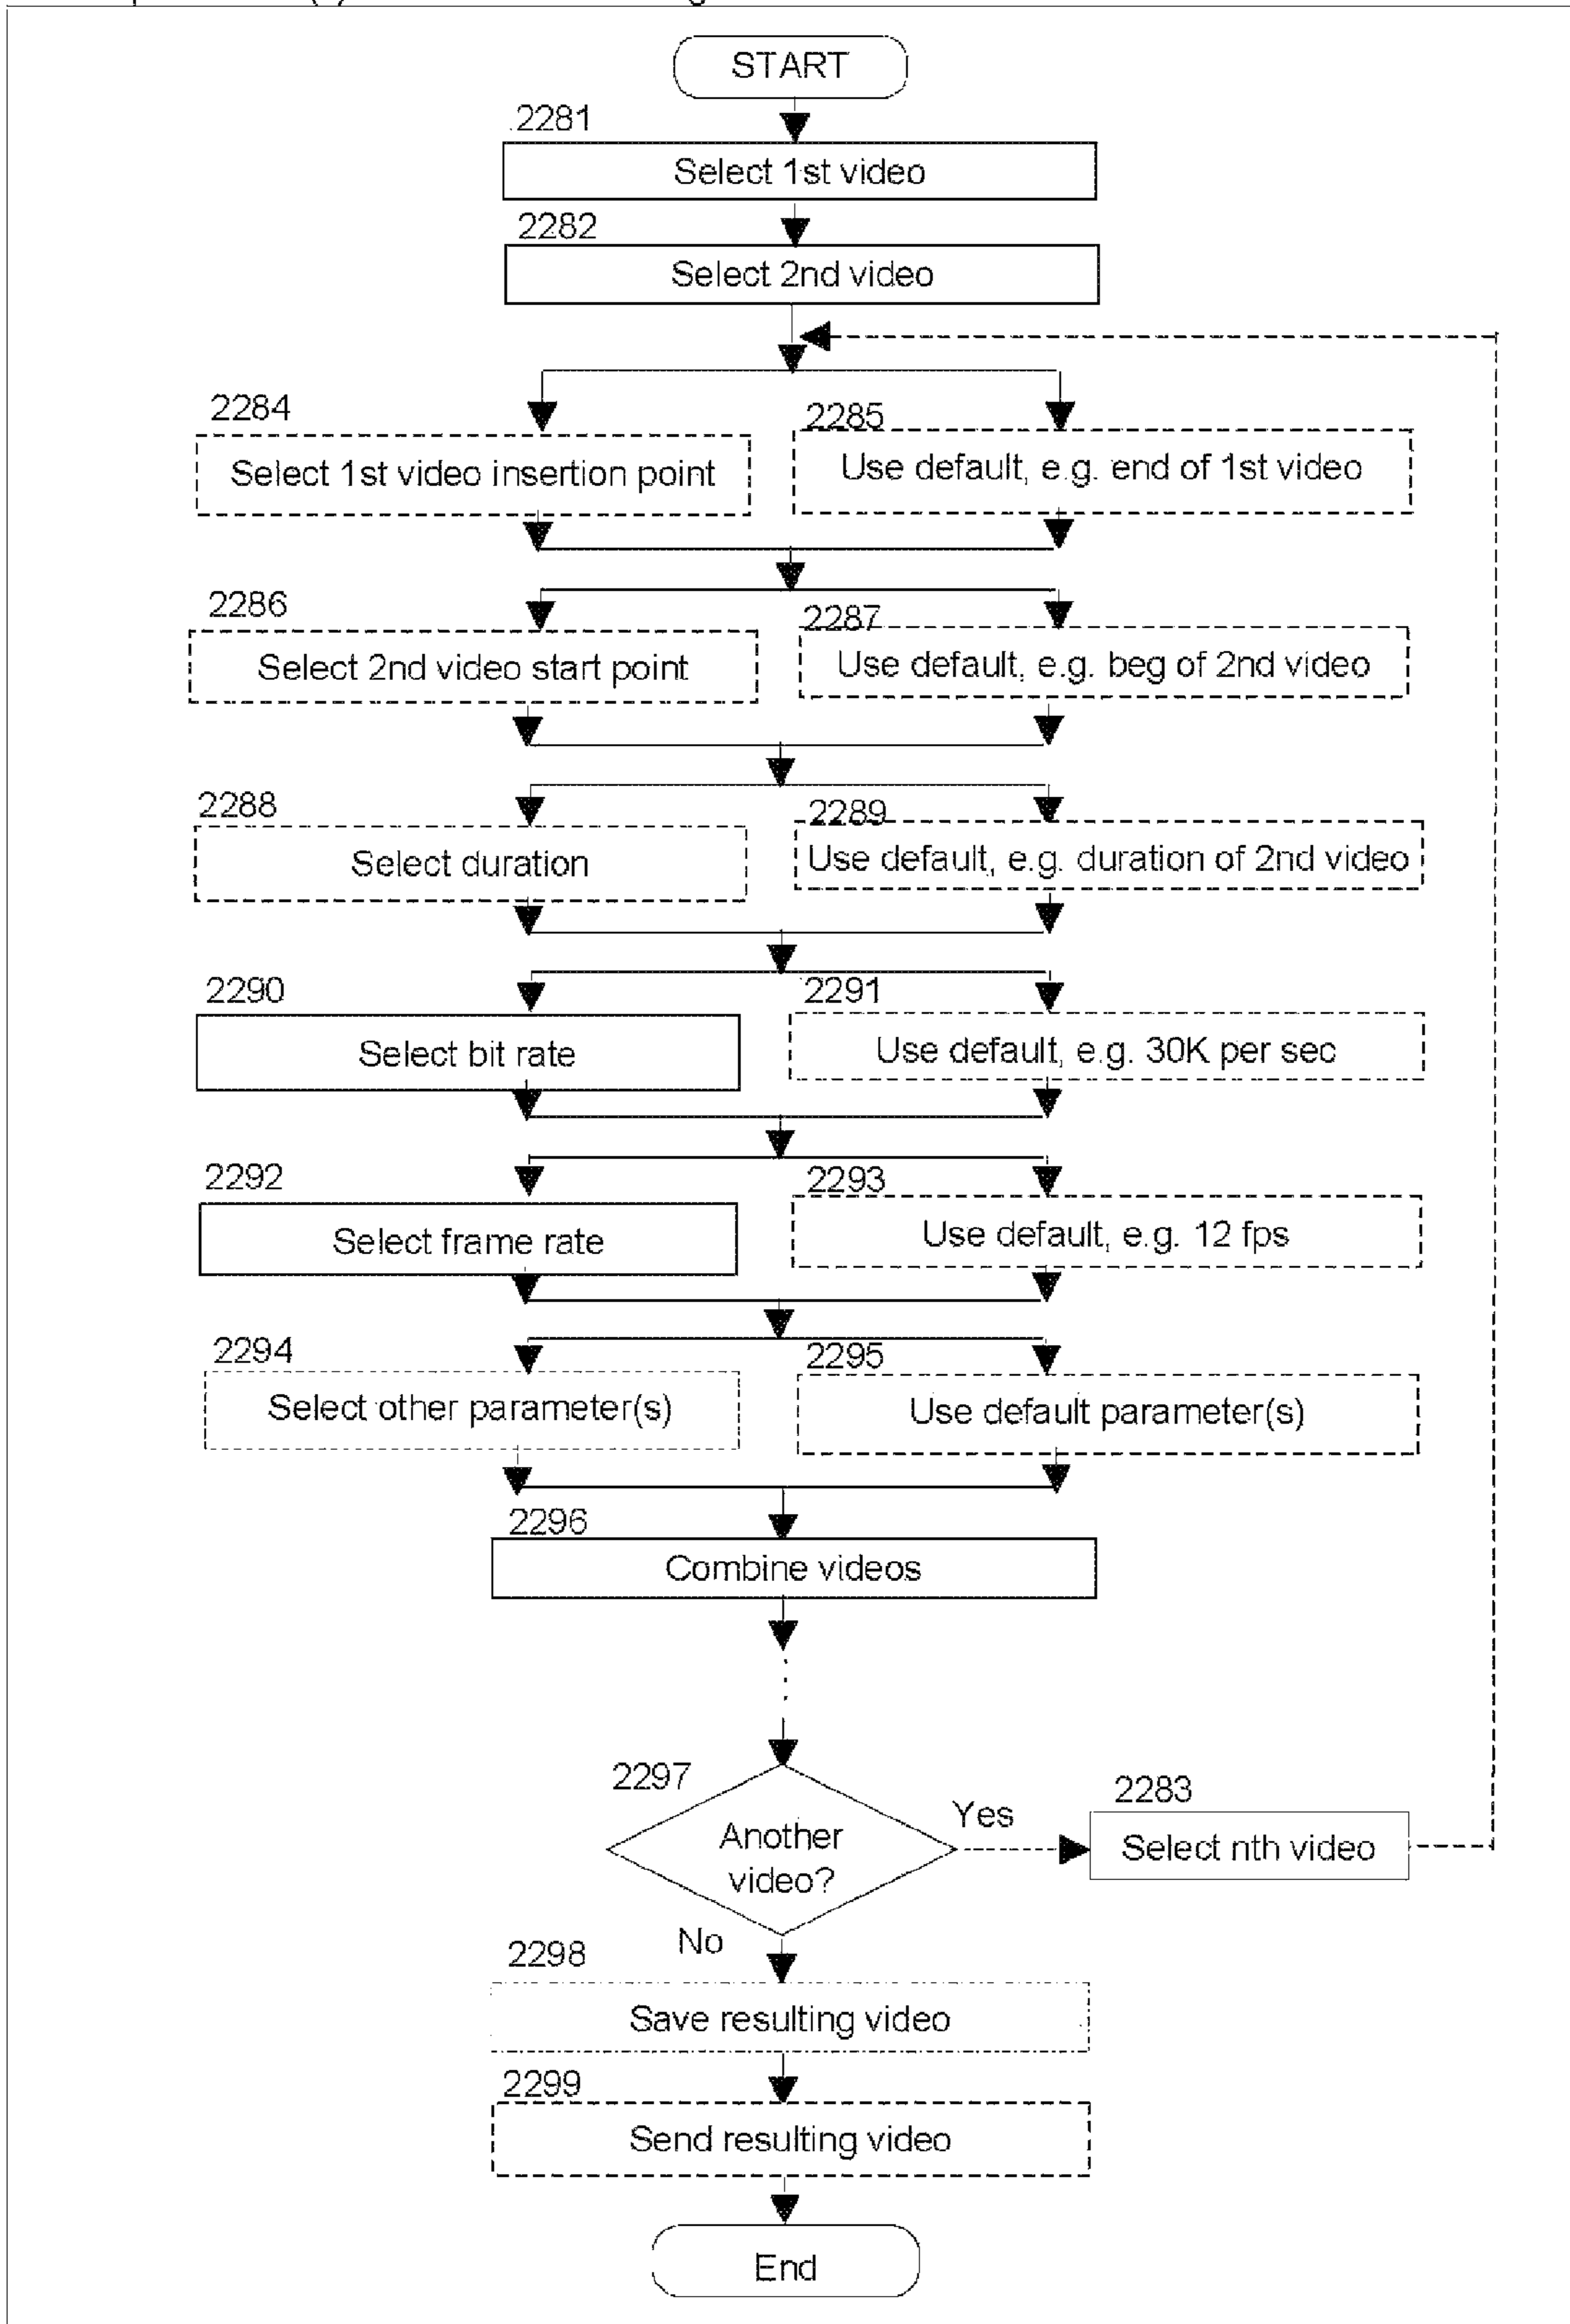 START
2281
Select 1st video
2282
Select 2nd video
2284
Select 1st video insertion point
2285
Use default, e.g. end of 1st video
2286
Select 2nd video start point
2287
Use default, e.g. beg of 2nd video
2288
Select duration
2289
Use default, e.g. duration of 2nd video
2290
Select bit rate
2291
Use default, e.g. 30K per sec
2292
Select frame rate
2293
Use default, e.g. 12 fps
2294
Select other parameter(s)
2295
Use default parameter(s)
2296
Combine videos
2297
Another
video?
Yes
2283
Select nth video
No
2298
Save resulting video
2299
Send resulting video
End